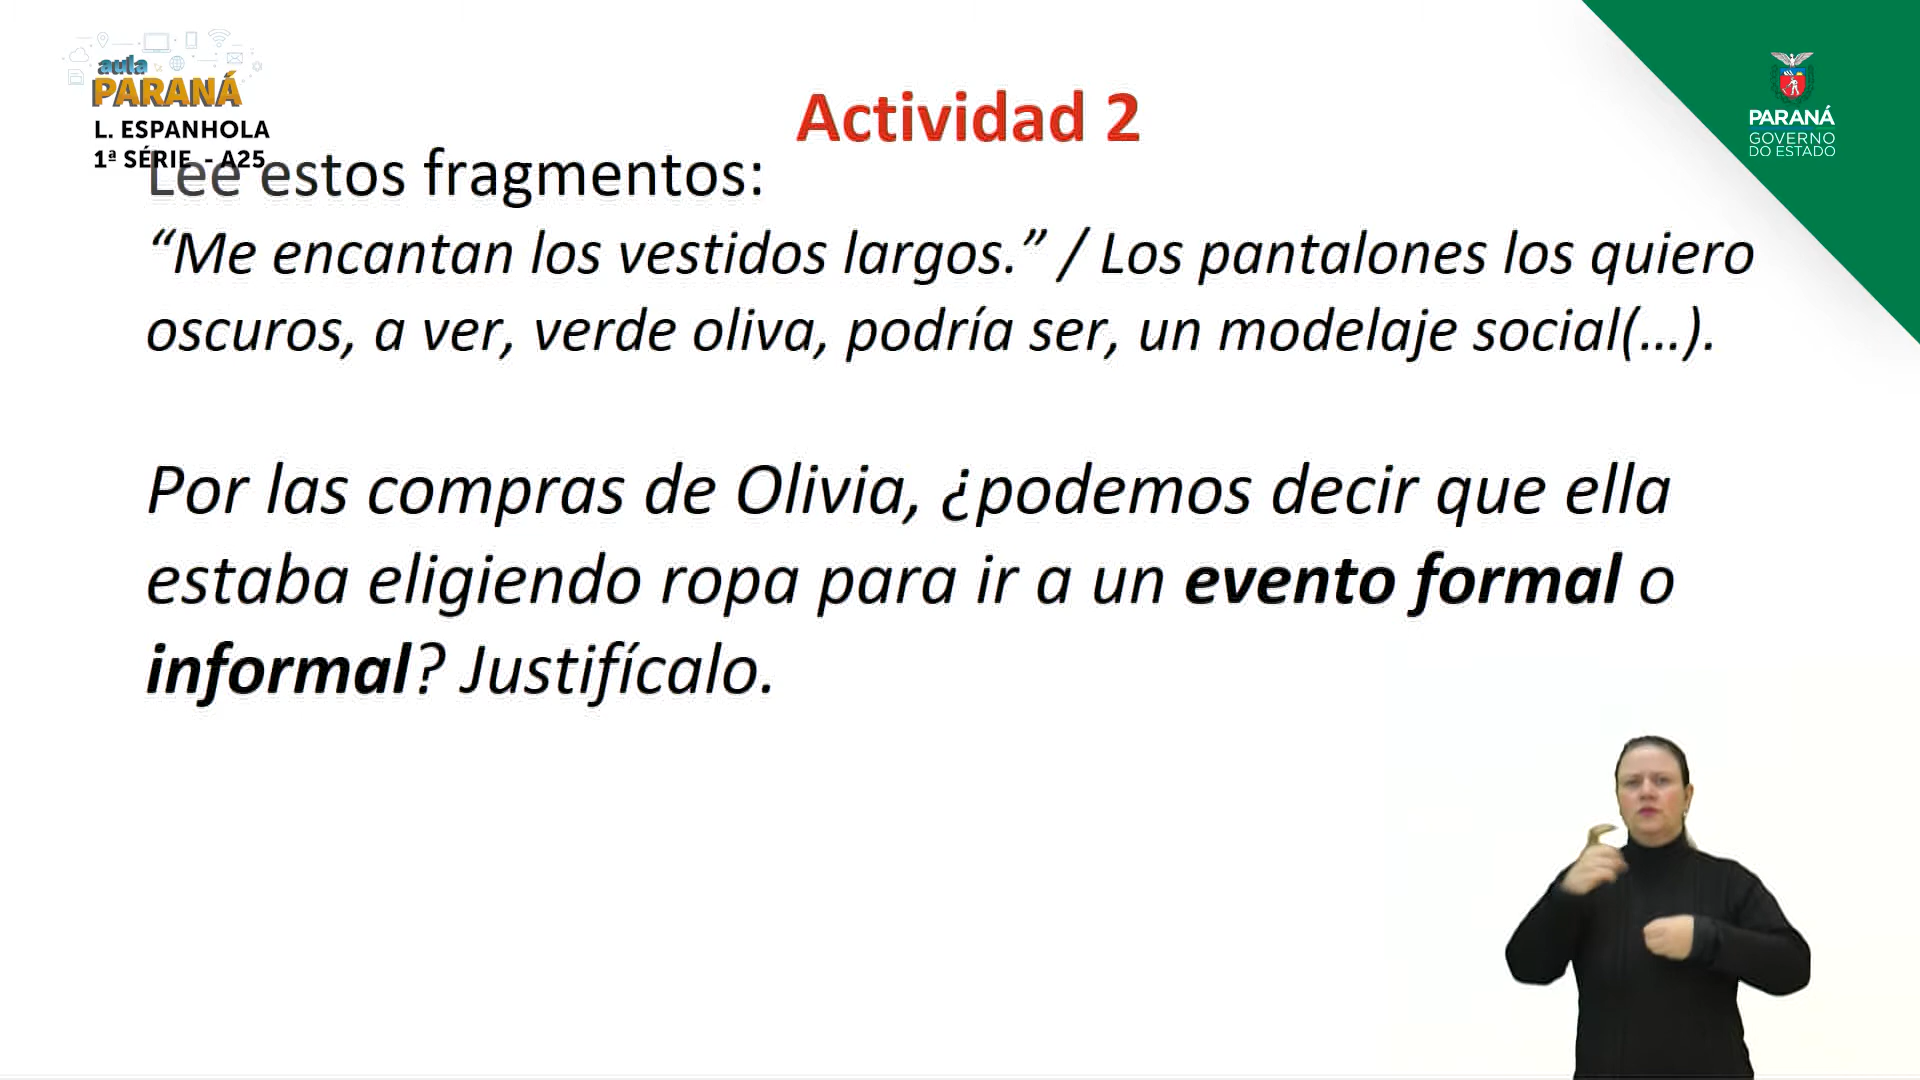 aula
PARANÁ
L. ESPANHOLA
1ª SÉRIE - A25
Actividad 2
PARANÁ
GOVERNO
DO ESTADO
Lee estos fragmentos:
“Me encantan los vestidos largos.” / Los pantalones los quiero
oscuros, a ver, verde oliva, podría ser, un modelaje social(...).
Por las compras de Olivia, ¿podemos decir que ella
estaba eligiendo ropa para ir a un evento formal o
informal? Justifícalo.